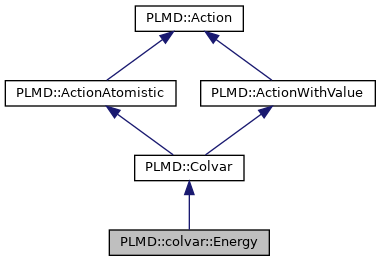 PLMD::Action
PLMD::ActionAtomistic
PLMD::ActionWithValue
PLMD::Colvar
PLMD::colvar::Energy